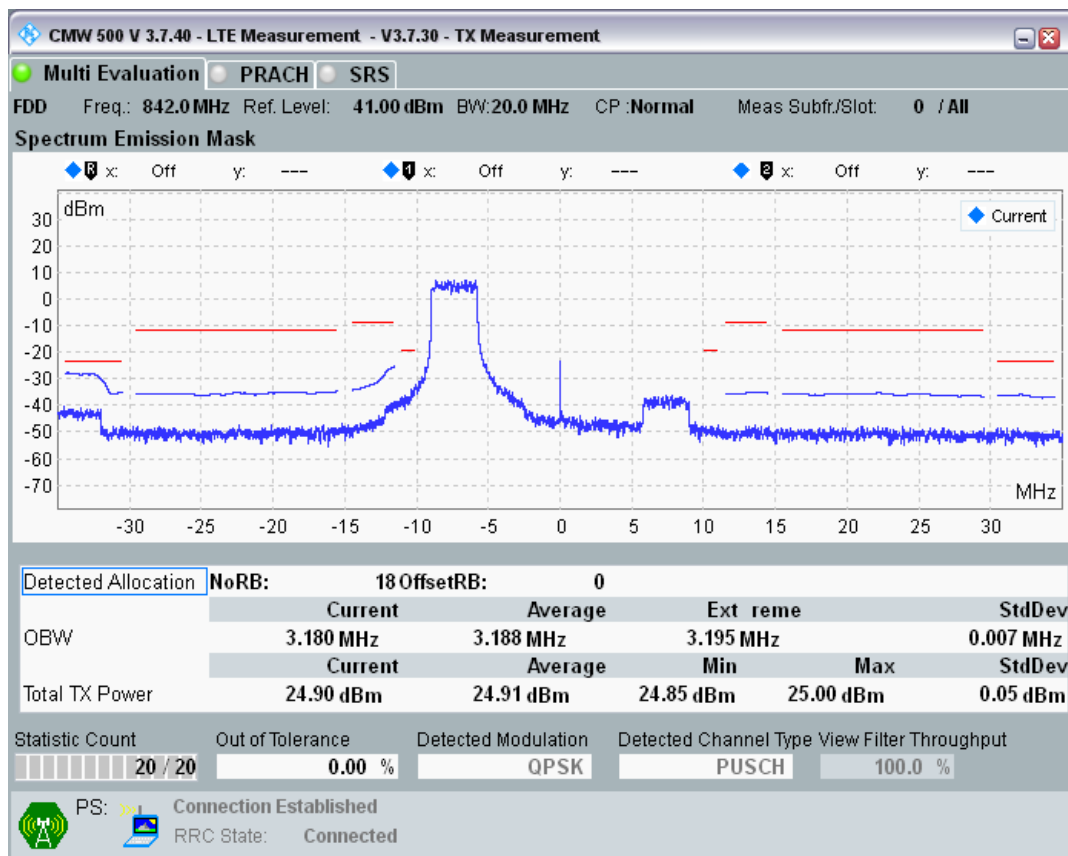 CMW 500 V 3.7.40 - LTE Measurement - V3.7.30 - TX Measurement
Multi Evaluation PRACH SRS
FDD Freq.: 842.0 MHz Ref. Level: 41.00 dBm BW:20.0 MHz CP :Normal Meas Subfr./Slot: 0 / All
Spectrum Emission Mask
R x: Off y: --- 1 x: Off y: --- 2 x: Off y: ---
dBm
Current
30
20
10
0
-10
-20
-30
-40
-50
-60
-70
MHz
-30 -25 -20 -15 -10 -5 0 5 10 15 20 25 30
Detected Allocation NoRB: 18 OffsetRB: 0
Current Average Ext reme StdDev
OBW 3.180 MHz 3.188 MHz 3.195 MHz 0.007 MHz
Current Average Min Max StdDev
Total TX Power 24.90 dBm 24.91 dBm 24.85 dBm 25.00 dBm 0.05 dBm
Statistic Count Out of Tolerance Detected Modulation Detected Channel Type View Filter Throughput
20 / 20 0.00 % QPSK PUSCH 100.0 %
PS: Connection Established
RRC State: Connected